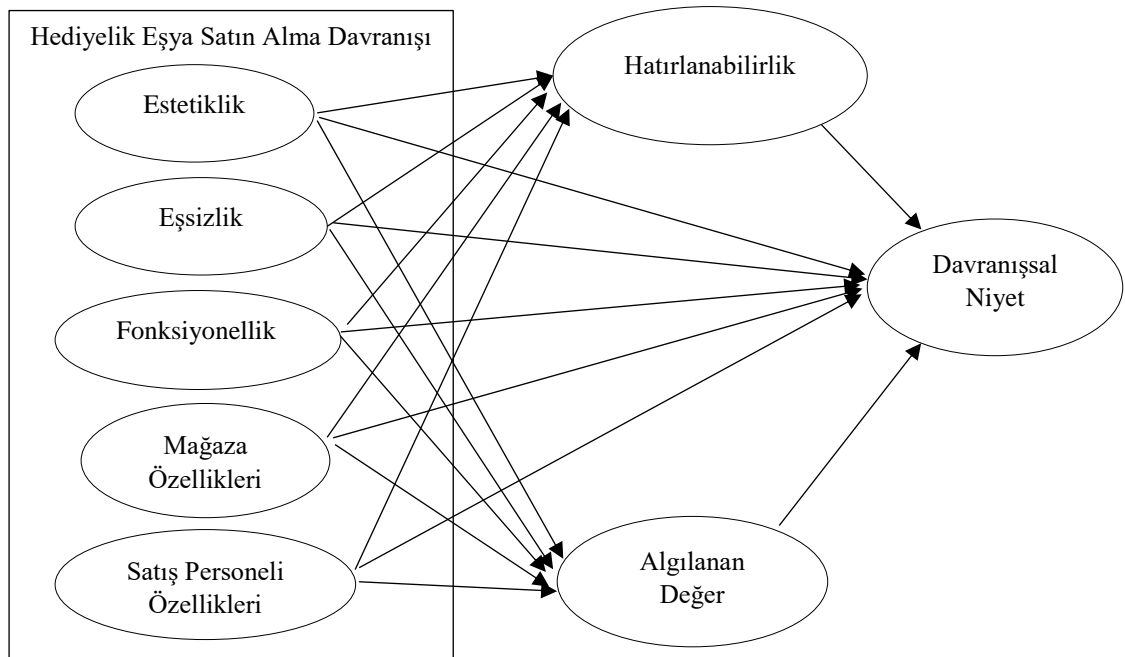 Hediyelik Eşya Satın Alma Davranışı
Estetiklik
Eşsizlik
Fonksiyonellik
Mağaza
Özellikleri
Satış Personeli
Özellikleri
Hatırlanabilirlik
Algılanan
Değer
Davranışsal
Niyet